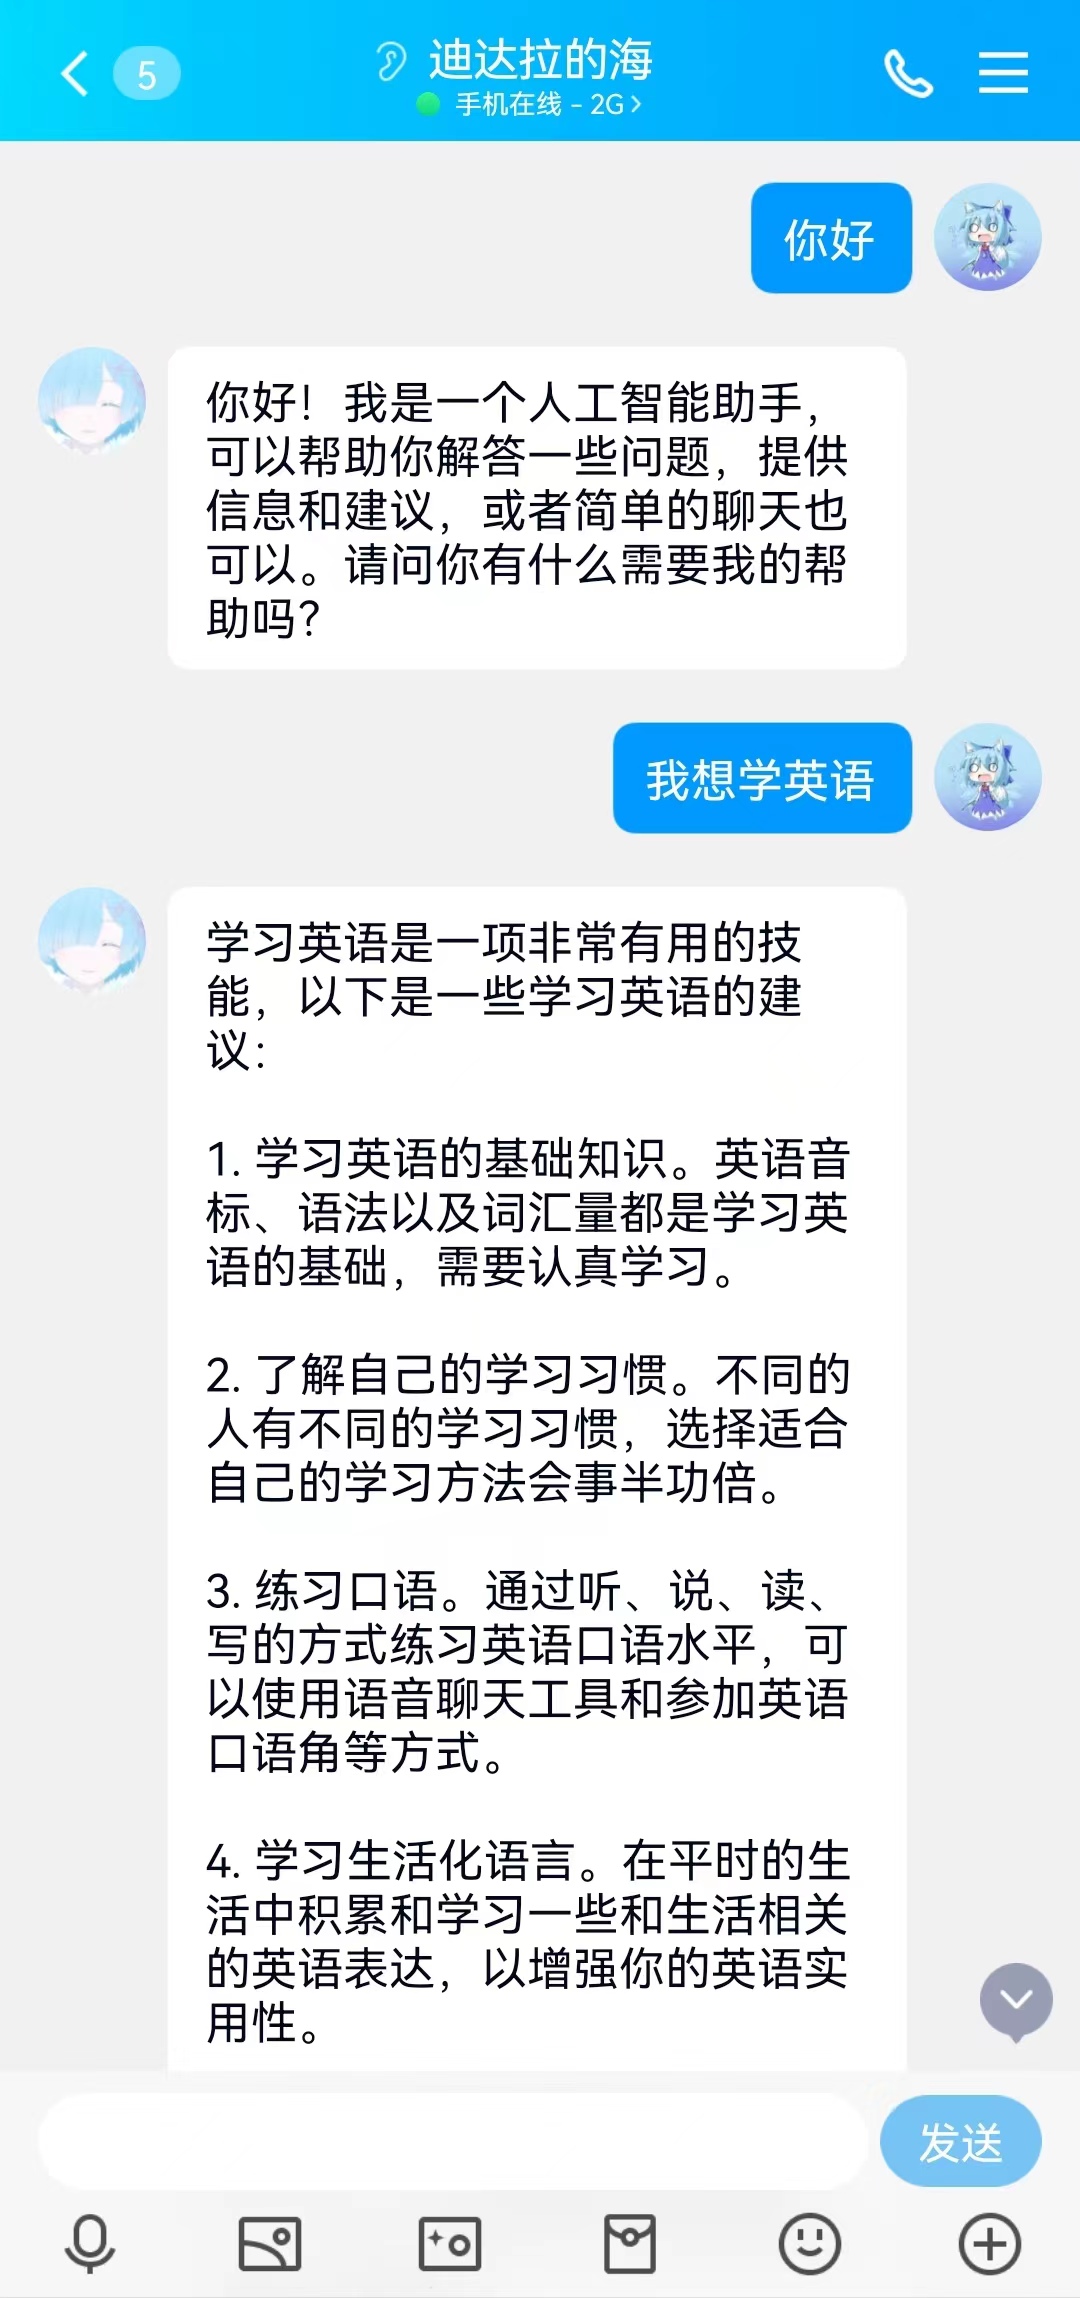 5
迪达拉的海
手机在线 – 2G
你好
你好！我是一个人工智能助手，
可以帮助你解答一些问题，提供
信息和建议，或者简单的聊天也
可以。请问你有什么需要我的帮
助吗？
我想学英语
学习英语是一项非常有用的技
能，以下是一些学习英语的建
议：
1. 学习英语的基础知识。英语音
标、语法以及词汇量都是学习英
语的基础，需要认真学习。
2. 了解自己的学习习惯。不同的
人有不同的学习习惯，选择适合
自己的学习方法会事半功倍。
3. 练习口语。通过听、说、读、
写的方式练习英语口语水平，可
以使用语音聊天工具和参加英语
口语角等方式。
4. 学习生活化语言。在平时的生
活中积累和学习一些和生活相关
的英语表达，以增强你的英语实
用性。
发送